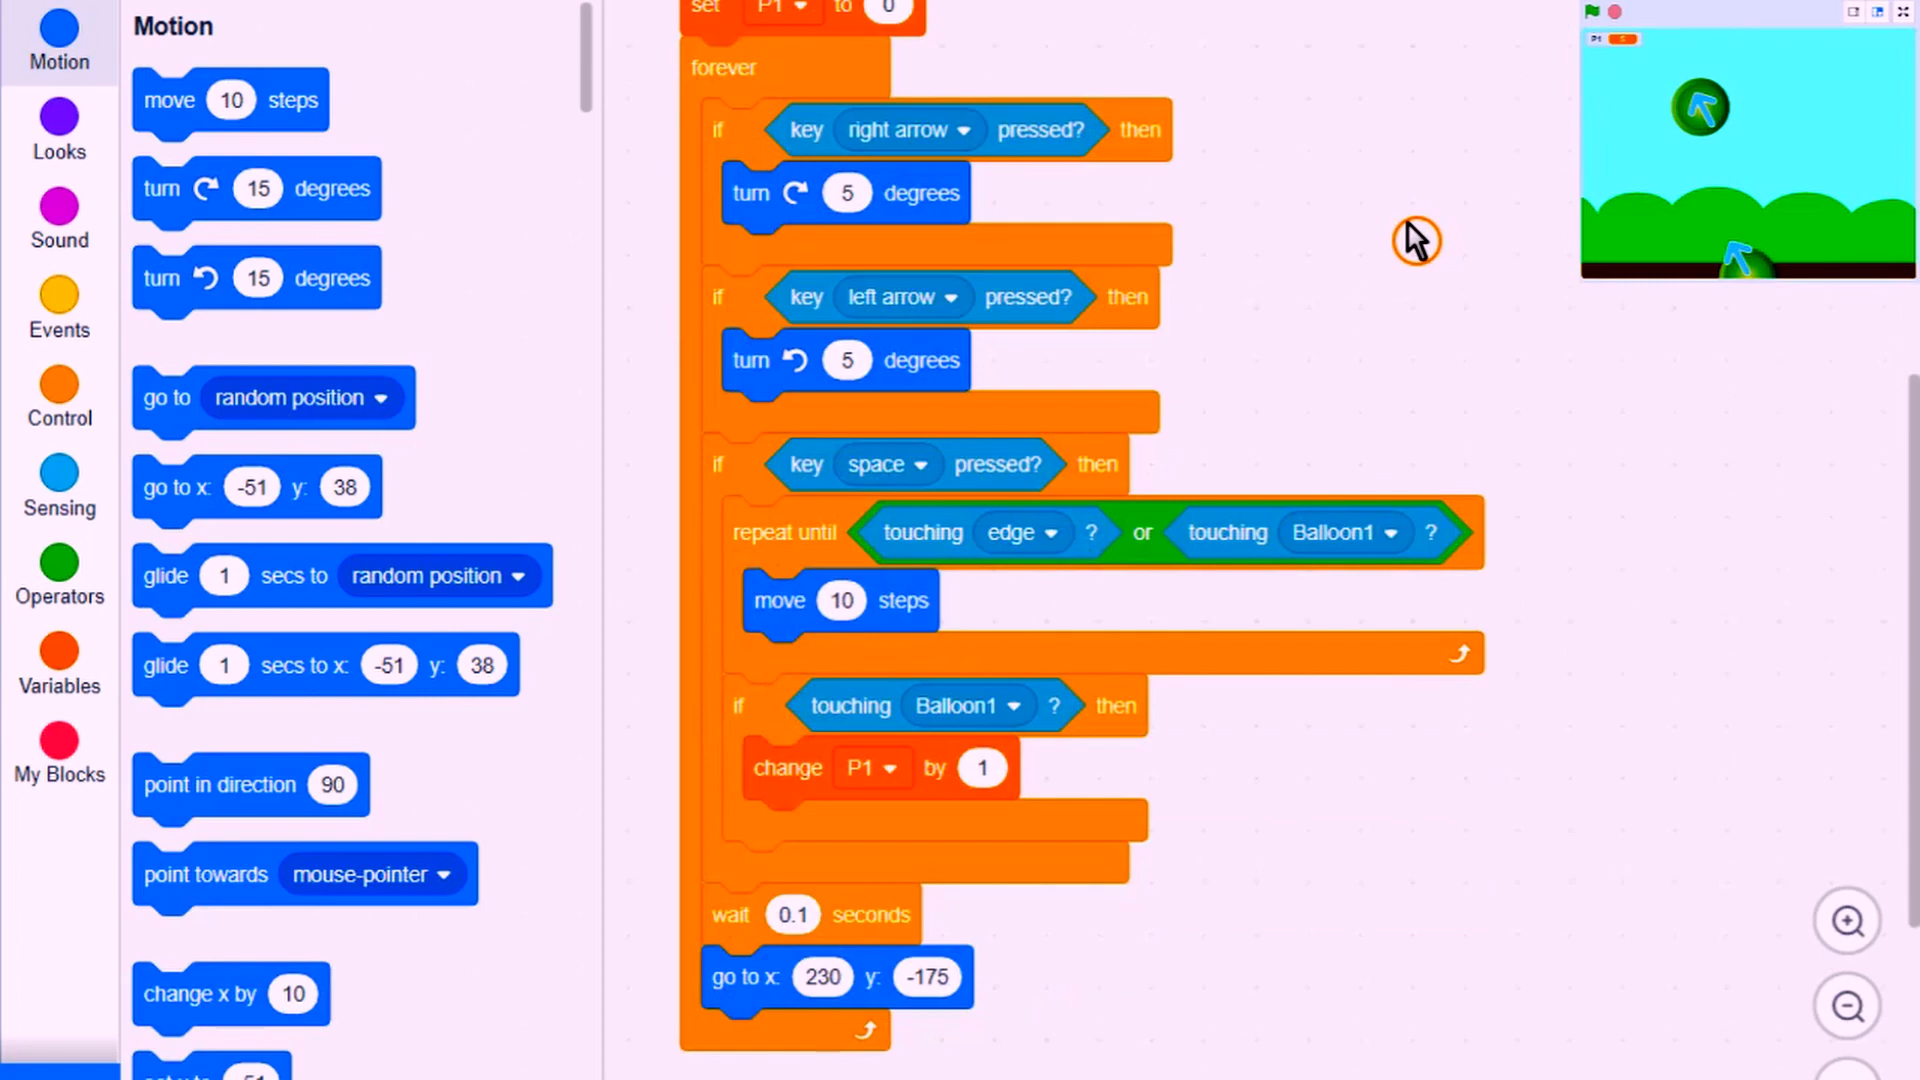 Motion
Looks
Sound
Events
Control
Sensing
Operators
Variables
My Blocks
Motion
move 10 steps
turn 15 degrees
turn 15 degrees
go to random position
go to x: -51 y: 38
glide 1 secs to random position
glide 1 secs to x: -51 y: 38
point in direction 90
point towards mouse-pointer
change x by 10
set P1 to 0
forever
if key right arrow pressed? then
turn 5 degrees
if key left arrow pressed? then
turn 5 degrees
if key space pressed? then
repeat until touching edge ? or touching Balloon1 ?
move 10 steps
if touching Balloon1 ? then
change P1 by 1
wait 0.1 seconds
go to x: 230 y: -175
P1